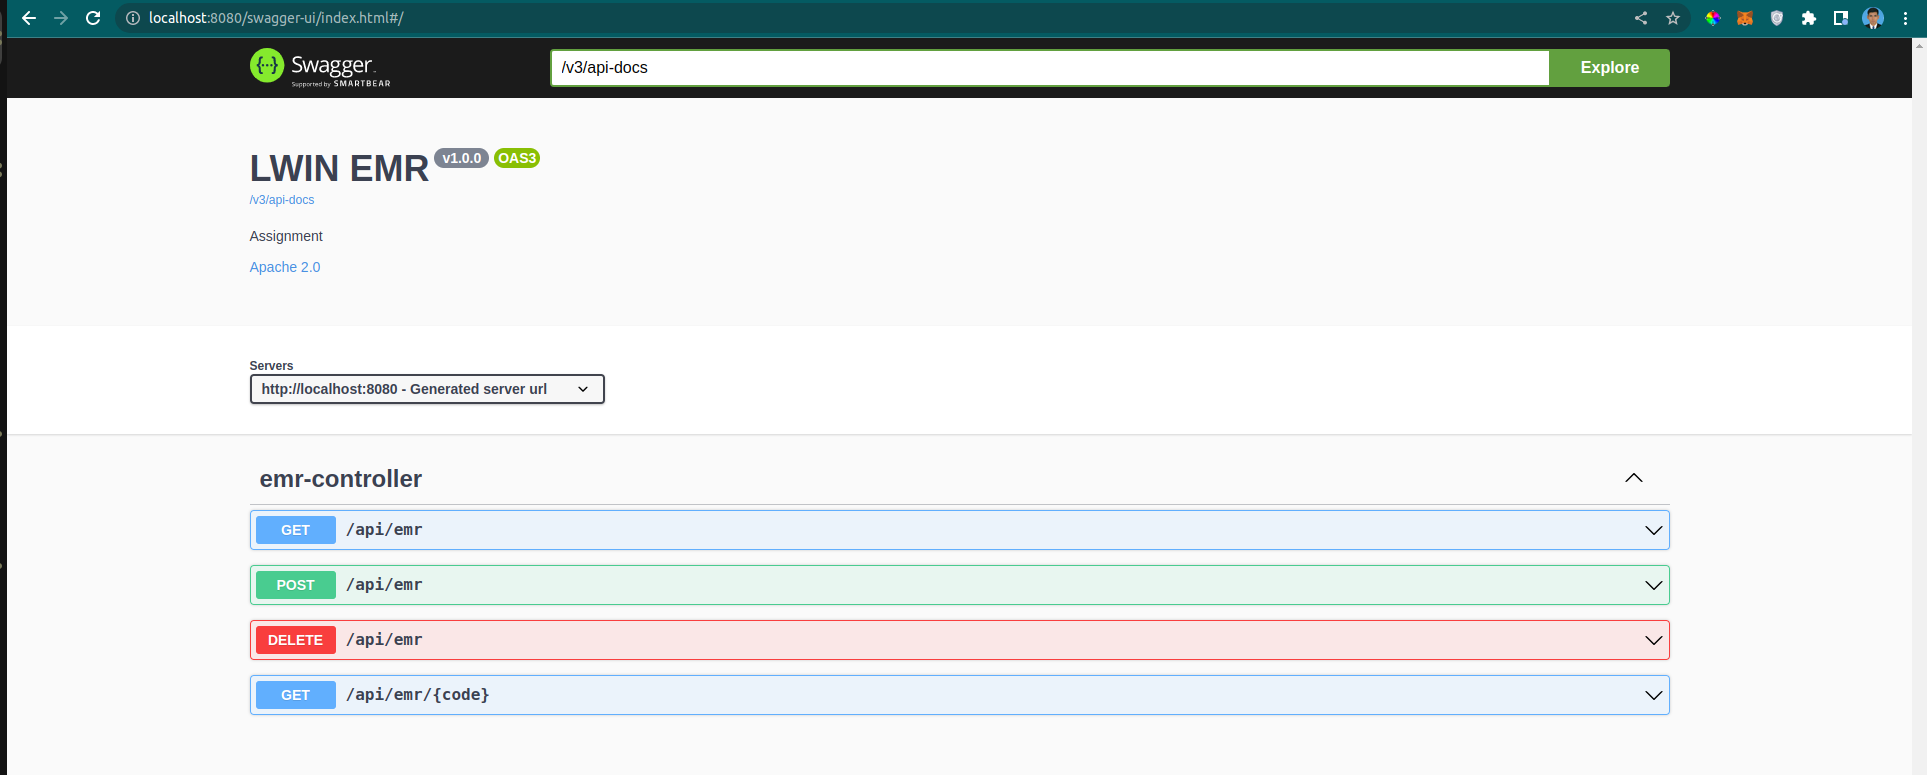 localhost:8080/swagger-ui/index.html#/
{···} Swagger
Supported by SMARTBEAR
/v3/api-docs
Explore
LWIN EMR v1.0.0 OAS3
/v3/api-docs
Assignment
Apache 2.0
Servers
http://localhost:8080 - Generated server url
emr-controller
GET /api/emr
POST /api/emr
DELETE /api/emr
GET /api/emr/{code}